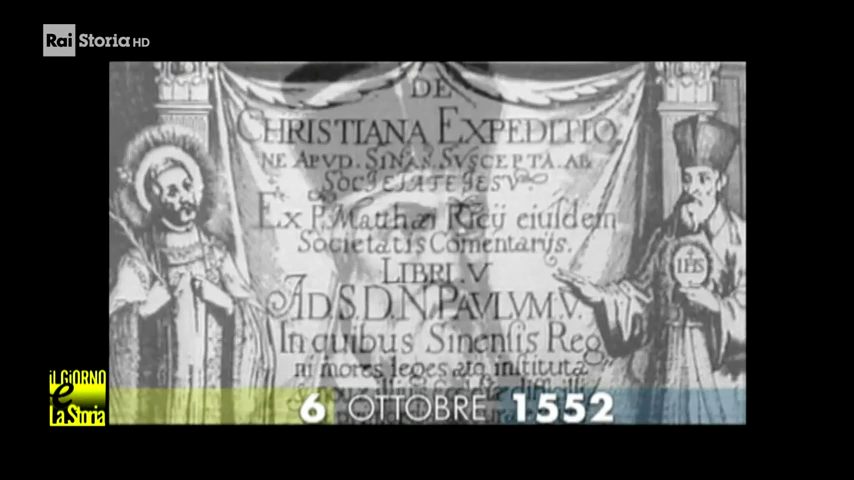 Rai Storia HD
DE
CHRISTIANA EXPEDITIO
NE APVD. SINAS SVSCEPTA. AB
SOCIETATE JESV.
Ex P. Matthæi Ricij eiusdem
Societatis Comentarijs.
LIBRI. V
AD. S. D. N. PAVLVM. V.
In quibus Sinensis Reg
ni mores leges atq instituta
IHS
iL GiORNO
è
La Storia
6 OTTOBRE 1552